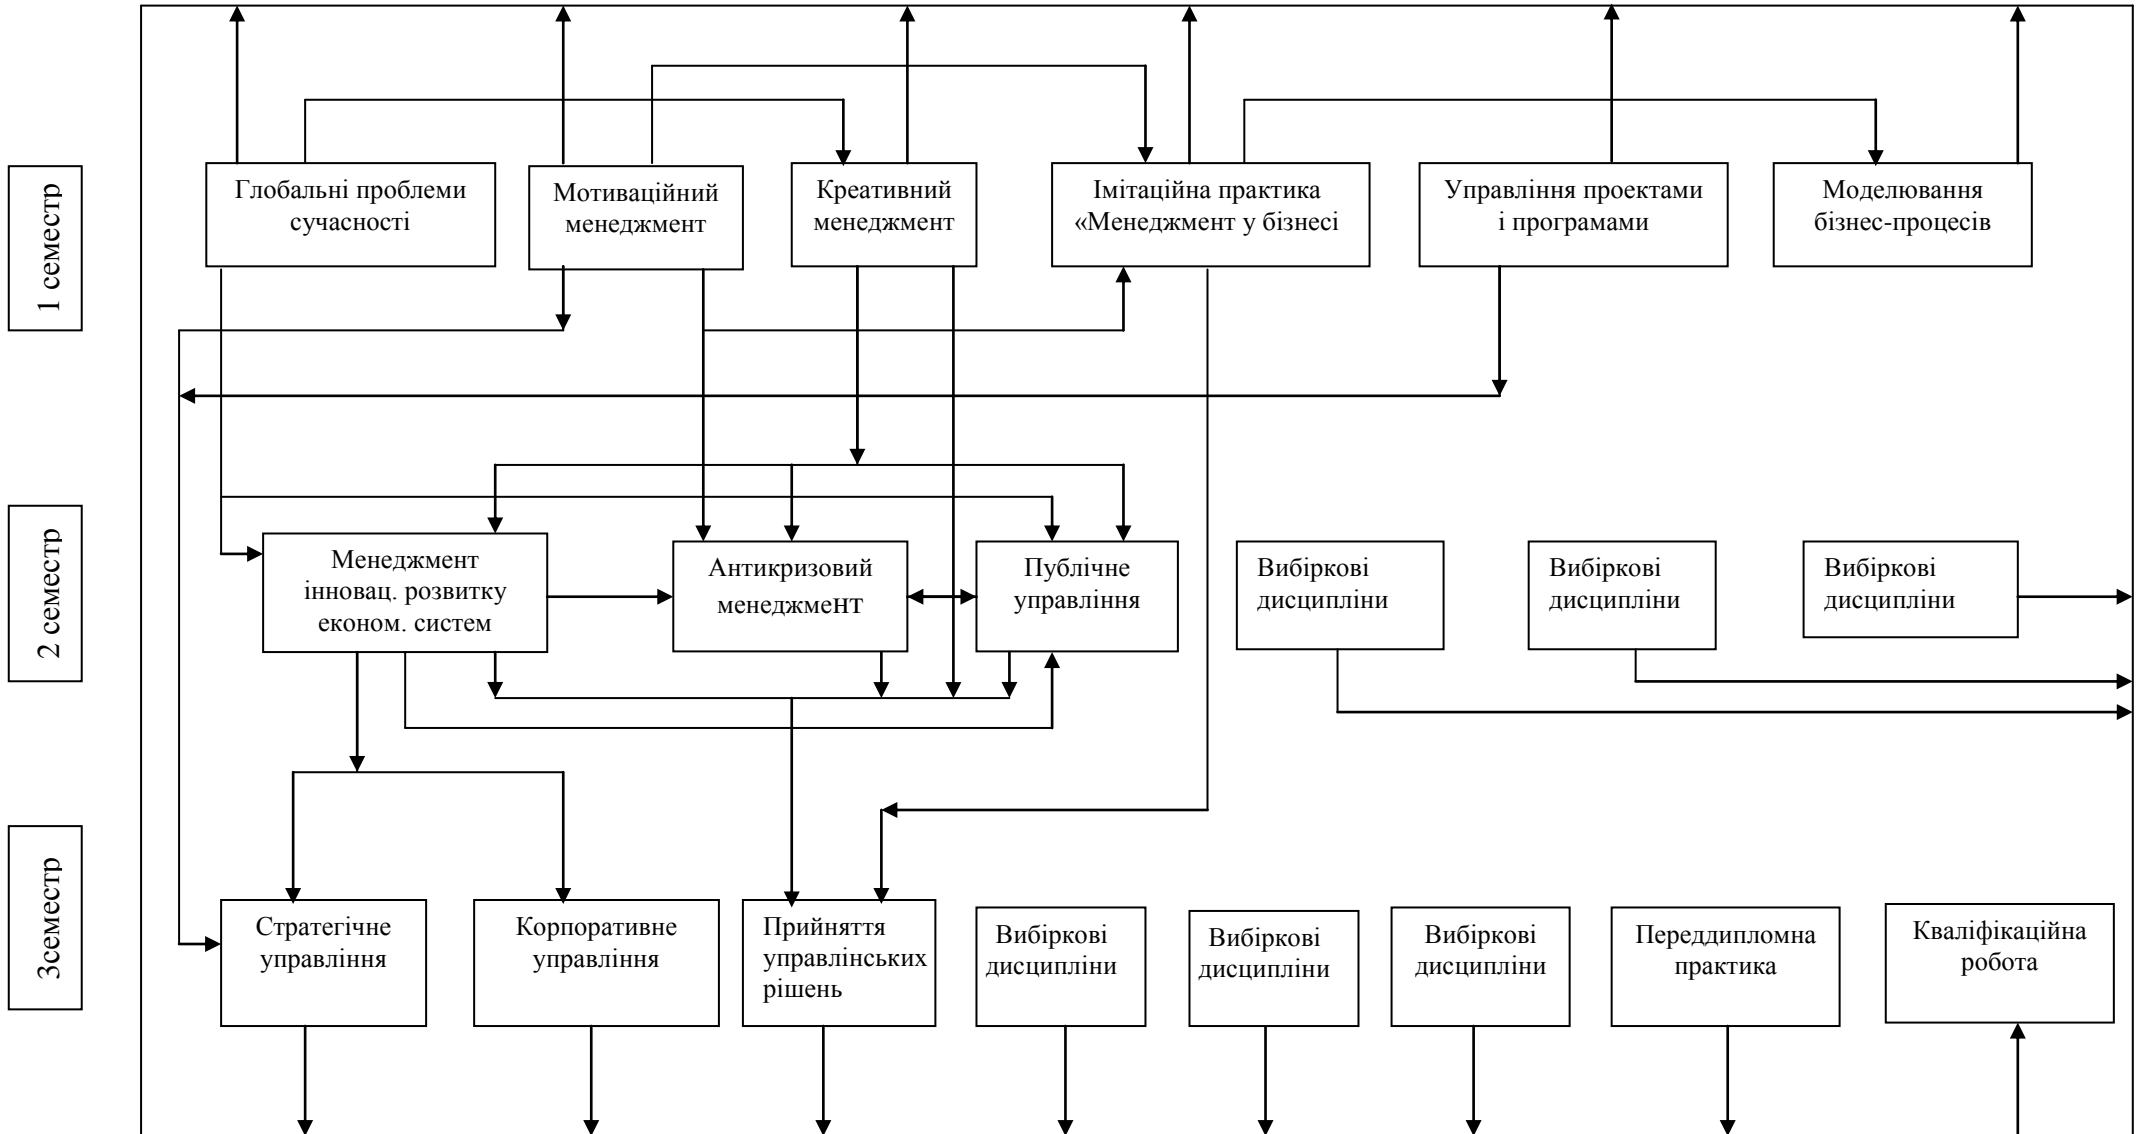 1 семестр
Глобальні проблеми
сучасності
Мотиваційний
менеджмент
Креативний
менеджмент
Імітаційна практика
«Менеджмент у бізнесі
Управління проектами
і програмами
Моделювання
бізнес-процесів
2 семестр
Менеджмент
інновац. розвитку
економ. систем
Антикризовий
менеджмент
Публічне
управління
Вибіркові
дисципліни
Вибіркові
дисципліни
Вибіркові
дисципліни
3семестр
Стратегічне
управління
Корпоративне
управління
Прийняття
управлінських
рішень
Вибіркові
дисципліни
Вибіркові
дисципліни
Вибіркові
дисципліни
Переддипломна
практика
Кваліфікаційна
робота